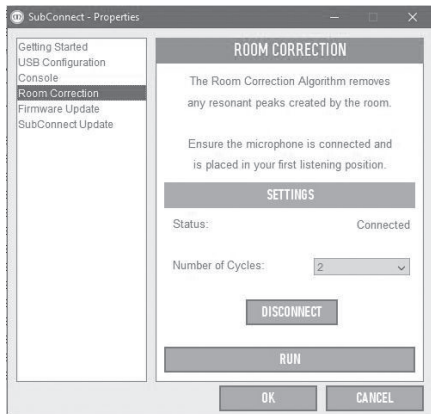 SubConnect - Properties
Getting Started
USB Configuration
Console
Room Correction
Firmware Update
SubConnect Update
ROOM CORRECTION
The Room Correction Algorithm removes
any resonant peaks created by the room.
Ensure the microphone is connected and
is placed in your first listening position.
SETTINGS
Status: Connected
Number of Cycles: 2
DISCONNECT
RUN
OK CANCEL